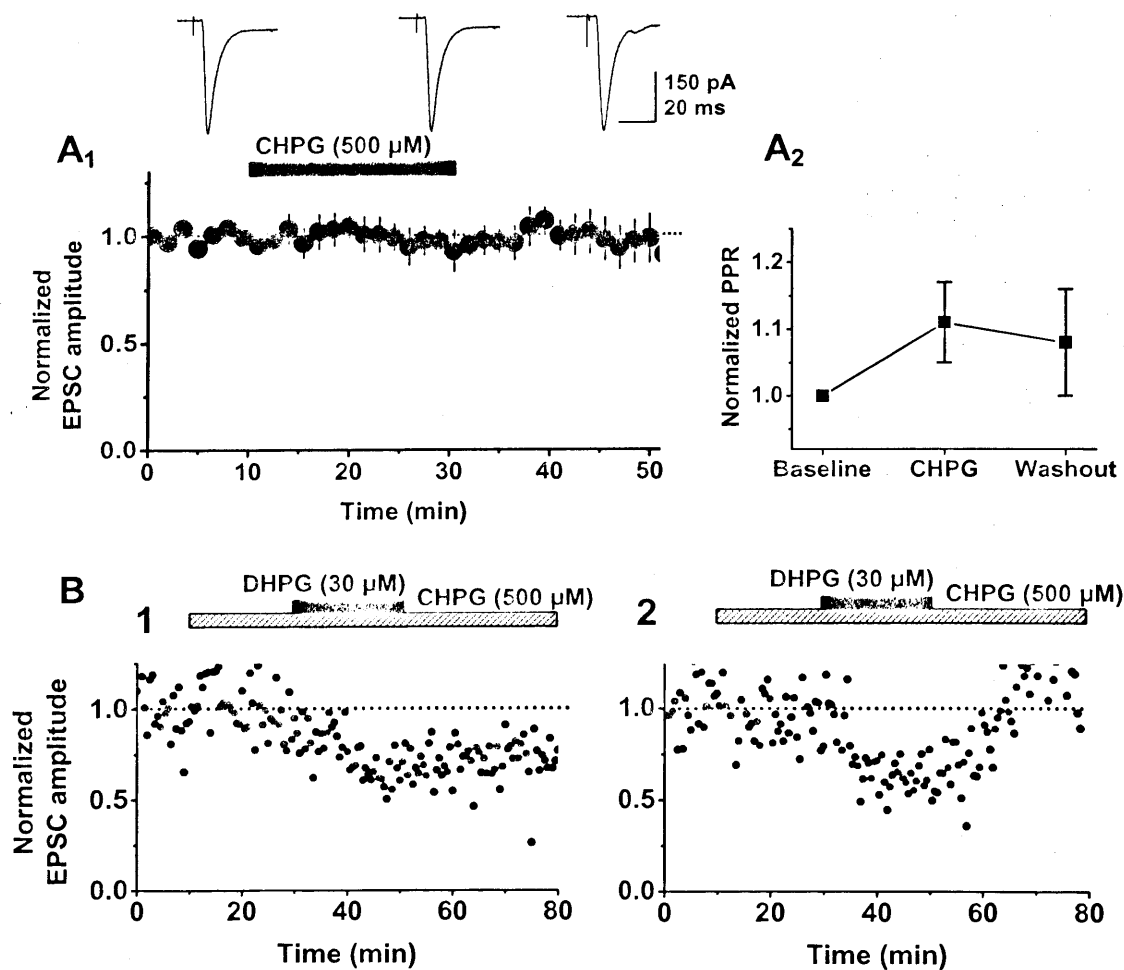 150 pA
20 ms
A1
CHPG (500 µM)
Normalized
EPSC amplitude
1.0
0.5
0.0
0 10 20 30 40 50
Time (min)
A2
Normalized PPR
1.2
1.1
1.0
Baseline CHPG Washout
B
1
DHPG (30 µM)
CHPG (500 µM)
Normalized
EPSC amplitude
1.0
0.5
0.0
0 20 40 60 80
Time (min)
2
DHPG (30 µM)
CHPG (500 µM)
1.0
0.5
0.0
0 20 40 60 80
Time (min)